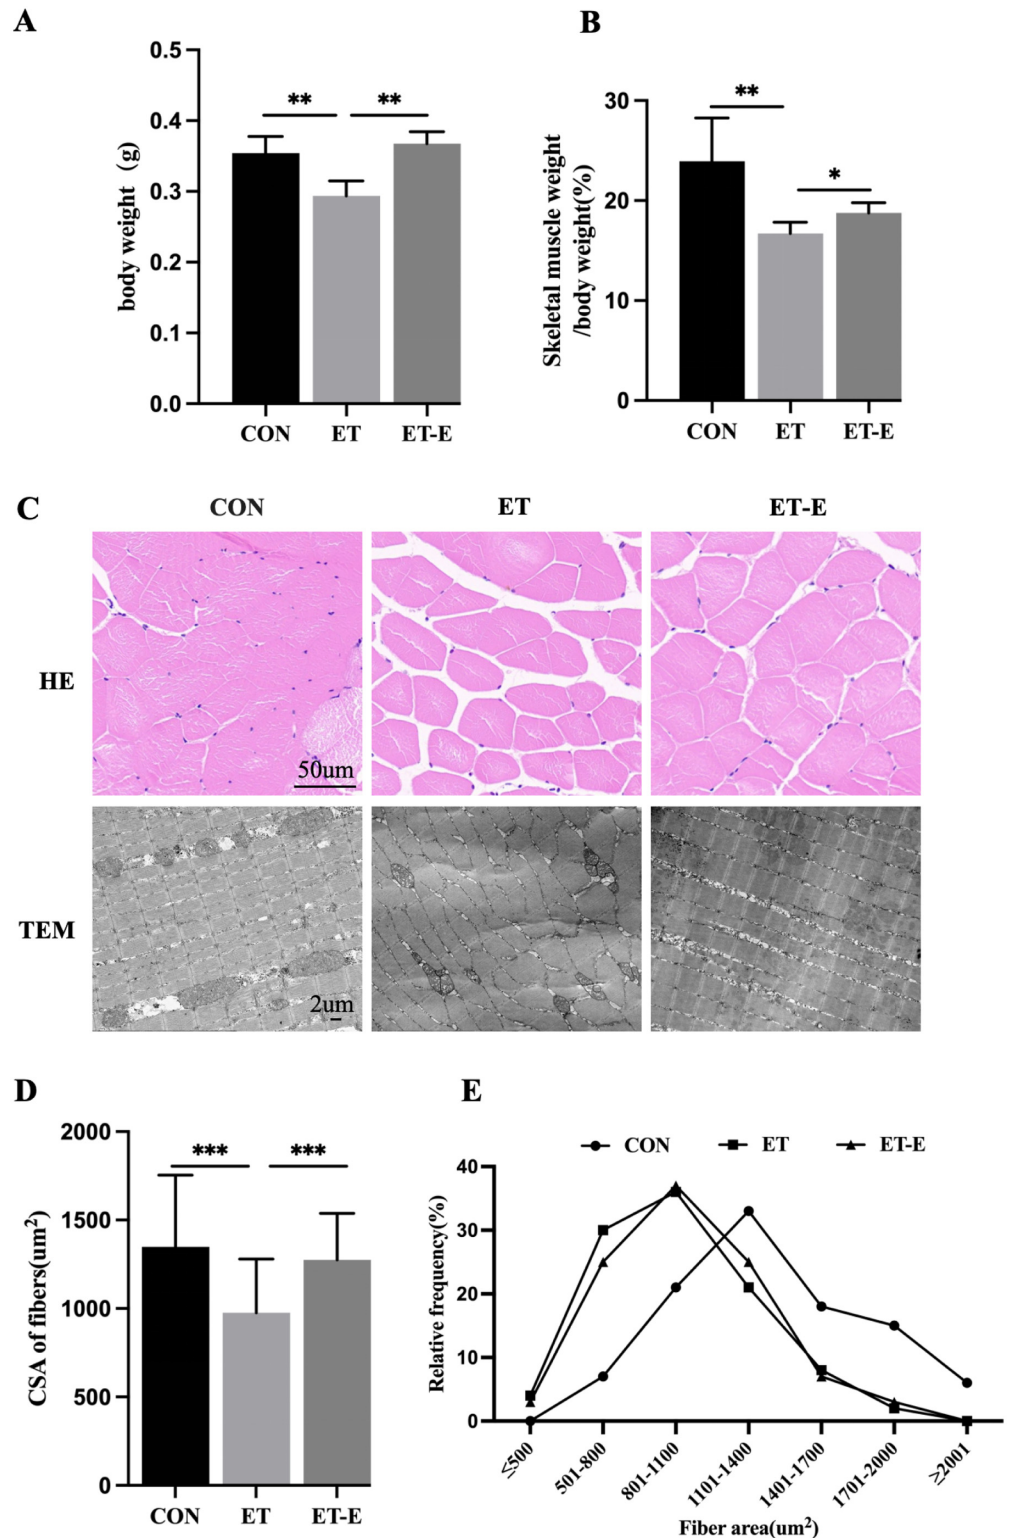 A
0.5
0.4
0.3
0.2
0.1
0.0
body weight (g)
**
**
CON
ET
ET-E
B
30
20
10
0
Skeletal muscle weight
/body weight(%)
**
*
CON
ET
ET-E
C
CON
ET
ET-E
HE
50um
TEM
2um
D
2000
1500
1000
500
0
CSA of fibers(um²)
***
***
CON
ET
ET-E
E
CON
ET
ET-E
40
30
20
10
0
Relative frequency(%)
≤500
501-800
801-1100
1101-1400
1401-1700
1701-2000
≥2001
Fiber area(um²)